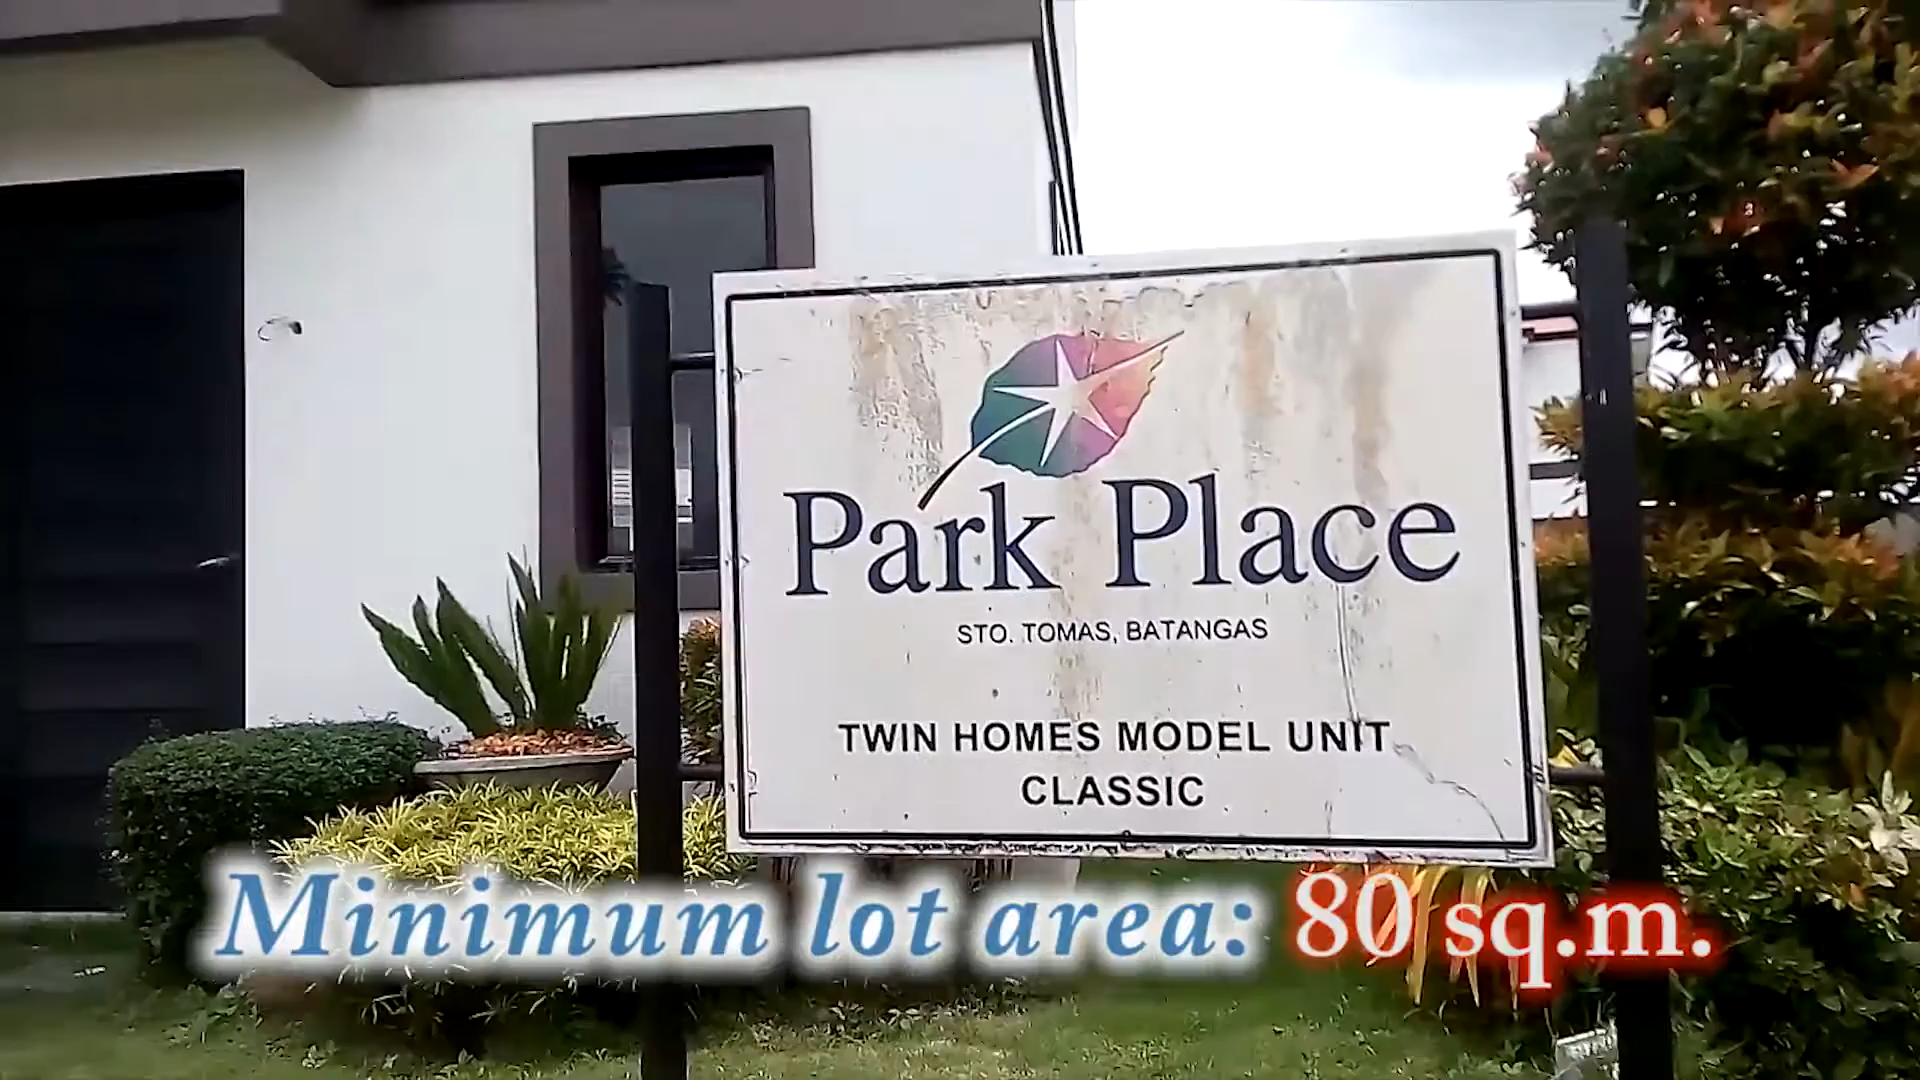 Park Place
STO. TOMAS, BATANGAS
TWIN HOMES MODEL UNIT
CLASSIC
Minimum lot area: 80 sq.m.